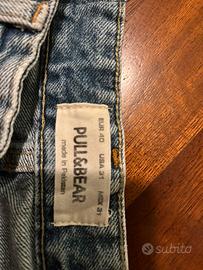 PULL&BEAR
made in Pakistan
EUR 40 USA 31 MEX 31
subito